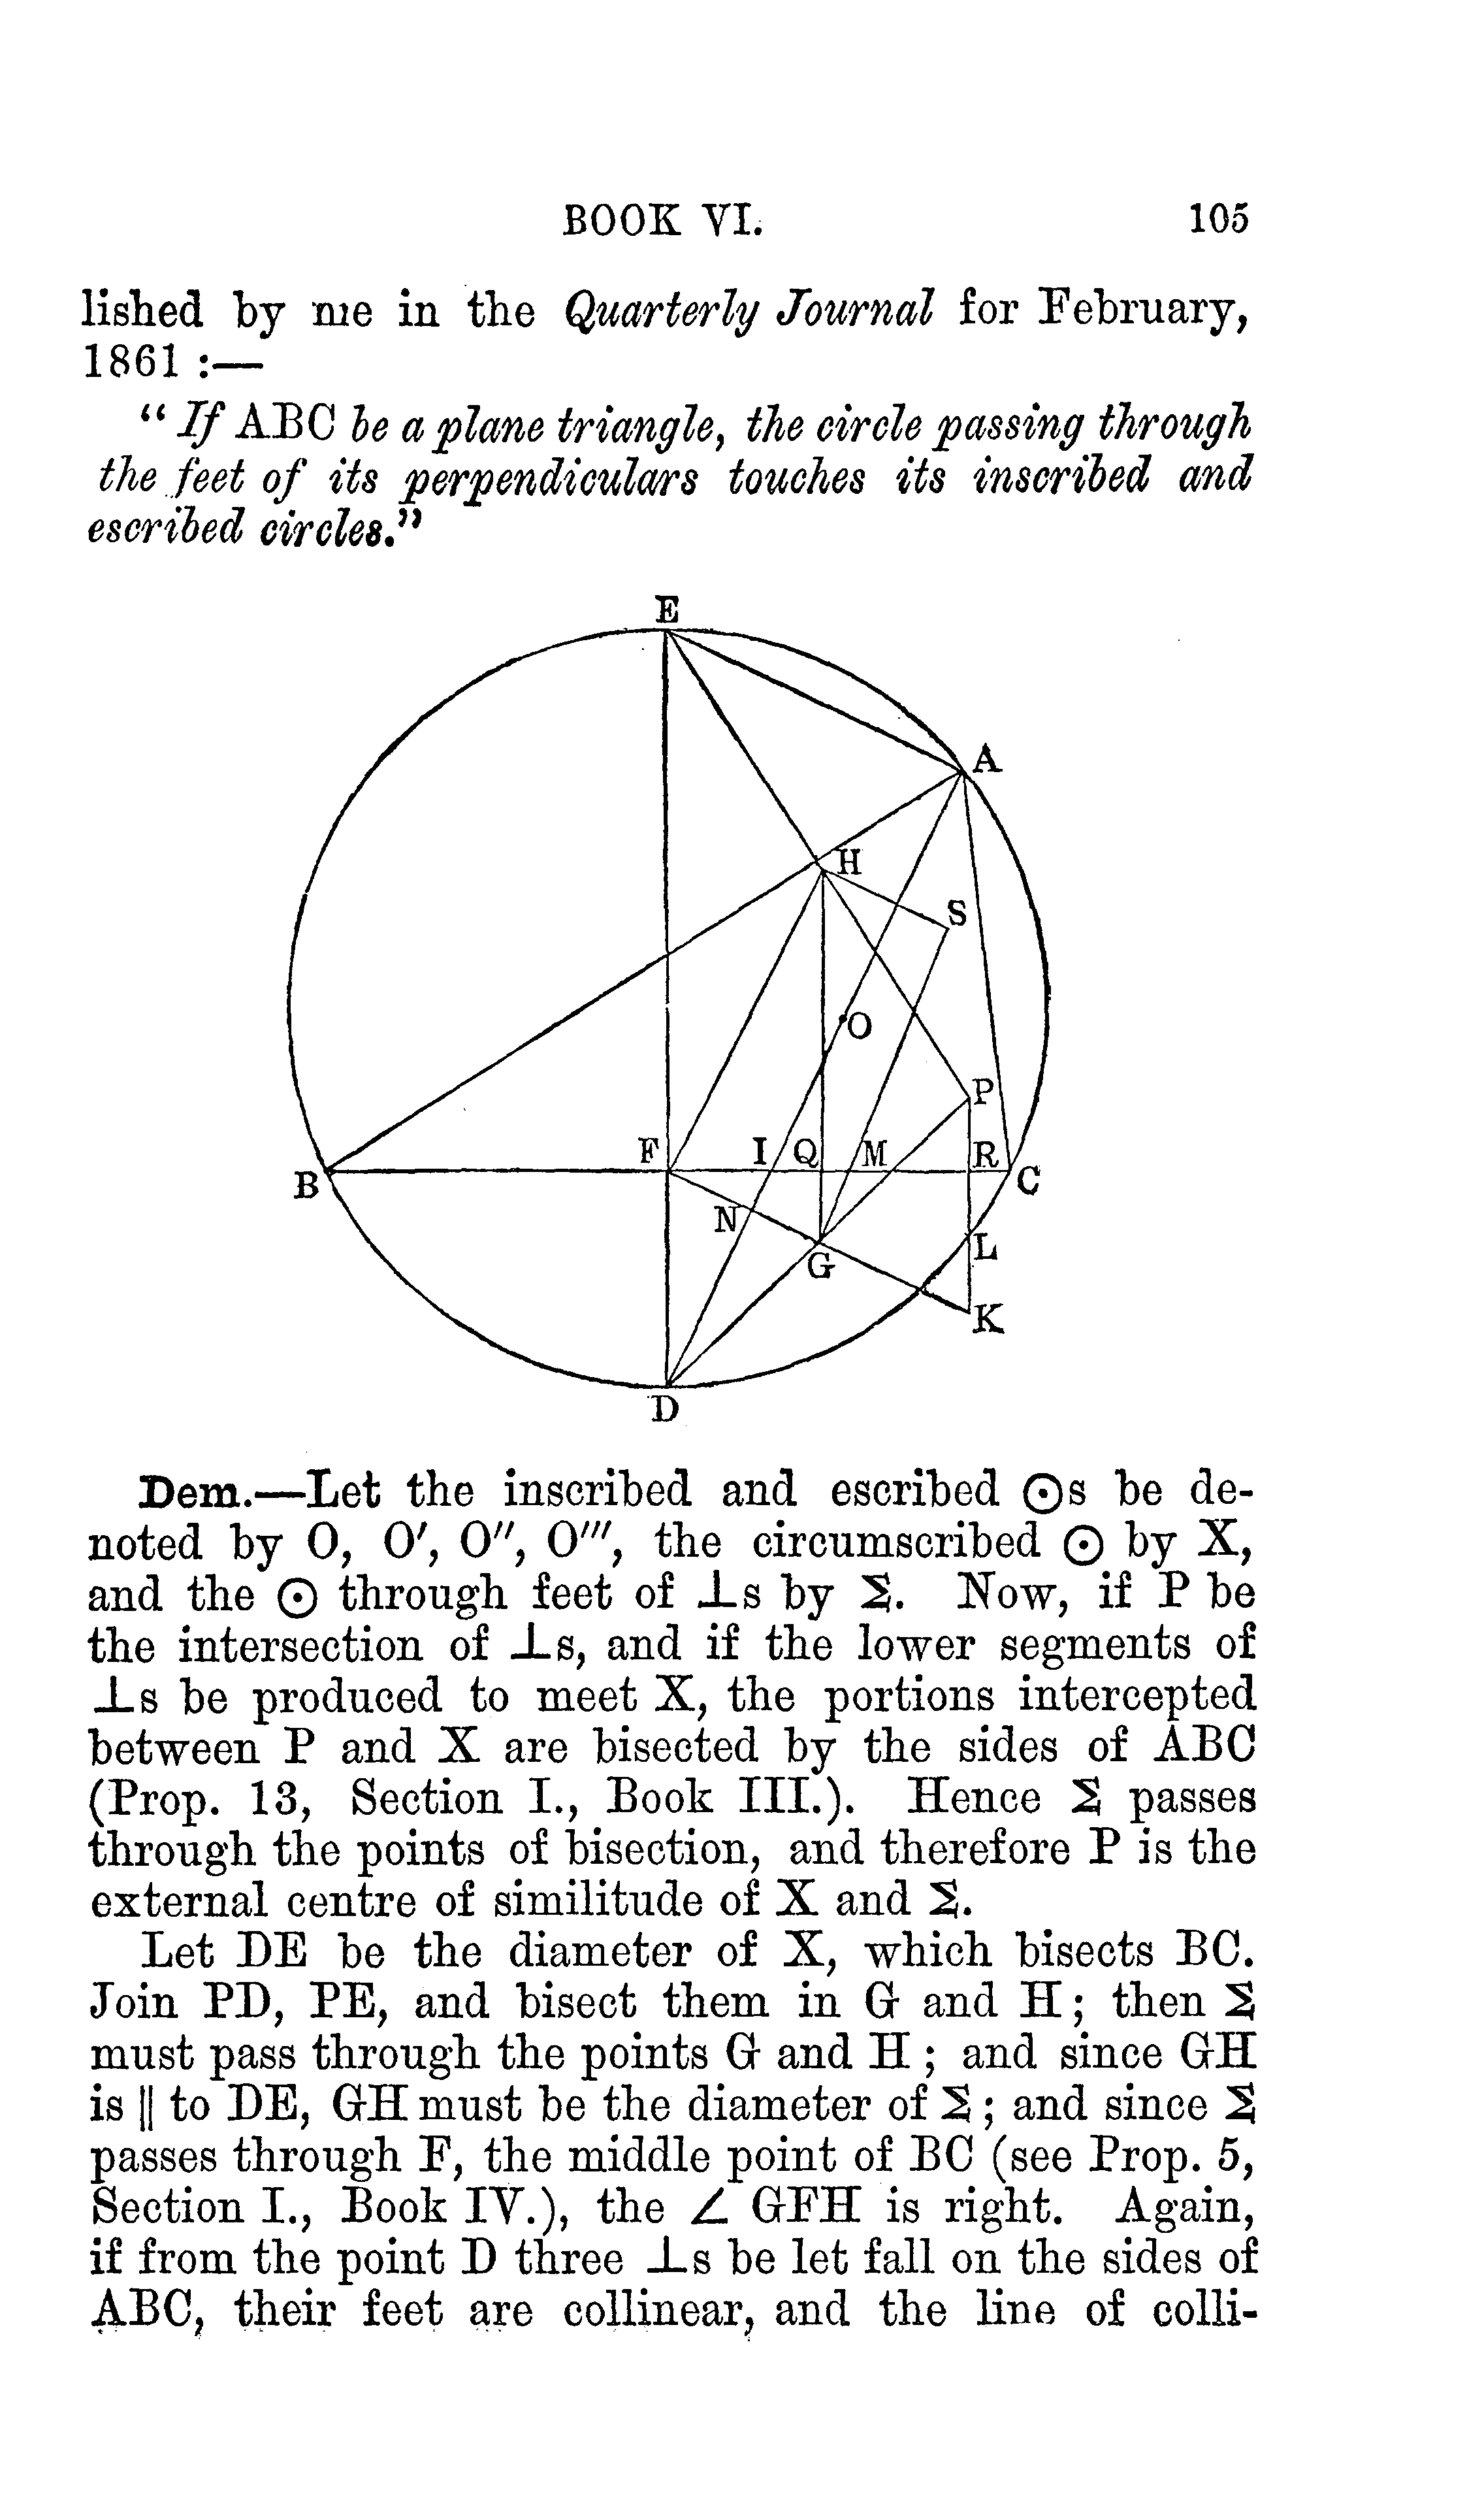 BOOK VI. 105
lished by me in the Quarterly Journal for February,
1861 :—
“ If ABC be a plane triangle, the circle passing through
the feet of its perpendiculars touches its inscribed and
escribed circles.”
E
A
H
S
O
P
F I Q M R
B C
N
L
G
K
D
Dem.—Let the inscribed and escribed ⊙s be de-
noted by O, O′, O″, O‴, the circumscribed ⊙ by X,
and the ⊙ through feet of ⊥s by Σ. Now, if P be
the intersection of ⊥s, and if the lower segments of
⊥s be produced to meet X, the portions intercepted
between P and X are bisected by the sides of ABC
(Prop. 13, Section I., Book III.). Hence Σ passes
through the points of bisection, and therefore P is the
external centre of similitude of X and Σ.
Let DE be the diameter of X, which bisects BC.
Join PD, PE, and bisect them in G and H ; then Σ
must pass through the points G and H ; and since GH
is || to DE, GH must be the diameter of Σ ; and since Σ
passes through F, the middle point of BC (see Prop. 5,
Section I., Book IV.), the ∠ GFH is right. Again,
if from the point D three ⊥s be let fall on the sides of
ABC, their feet are collinear, and the line of colli-